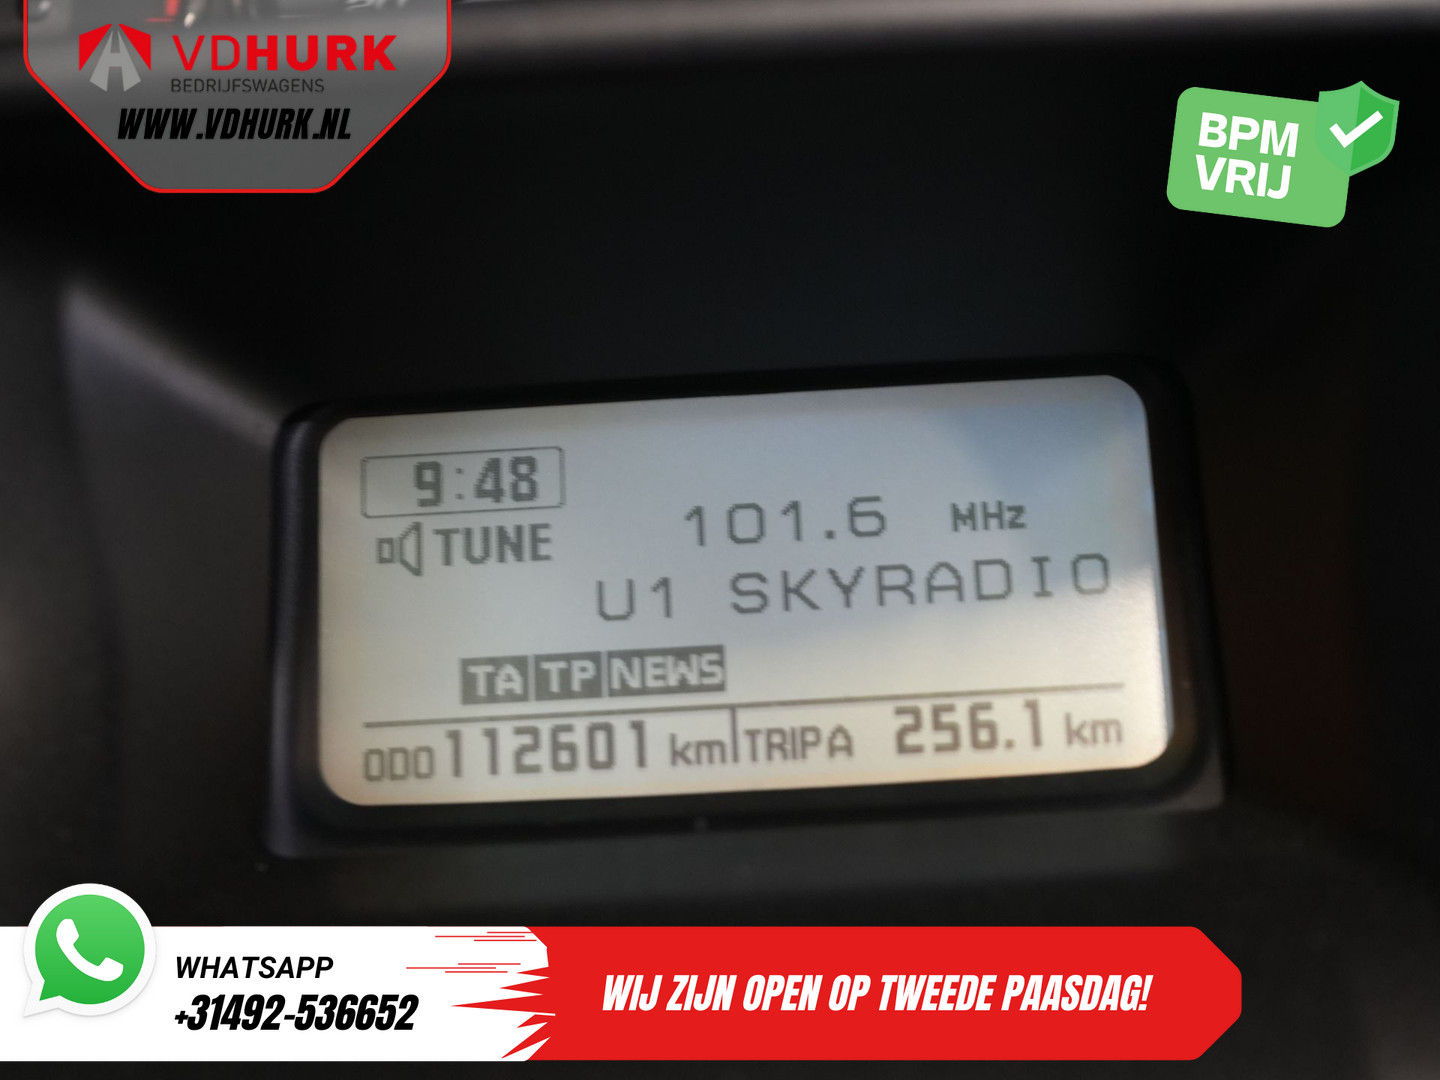 VDHURK
BEDRIJFSWAGENS
WWW.VDHURK.NL
BPM
VRIJ
9:48
TUNE
101.6 MHz
U1 SKYRADIO
TA TP NEWS
ODO 112601 km TRIP A 256.1 km
WHATSAPP
+31492-536652
WIJ ZIJN OPEN OP TWEEDE PAASDAG!